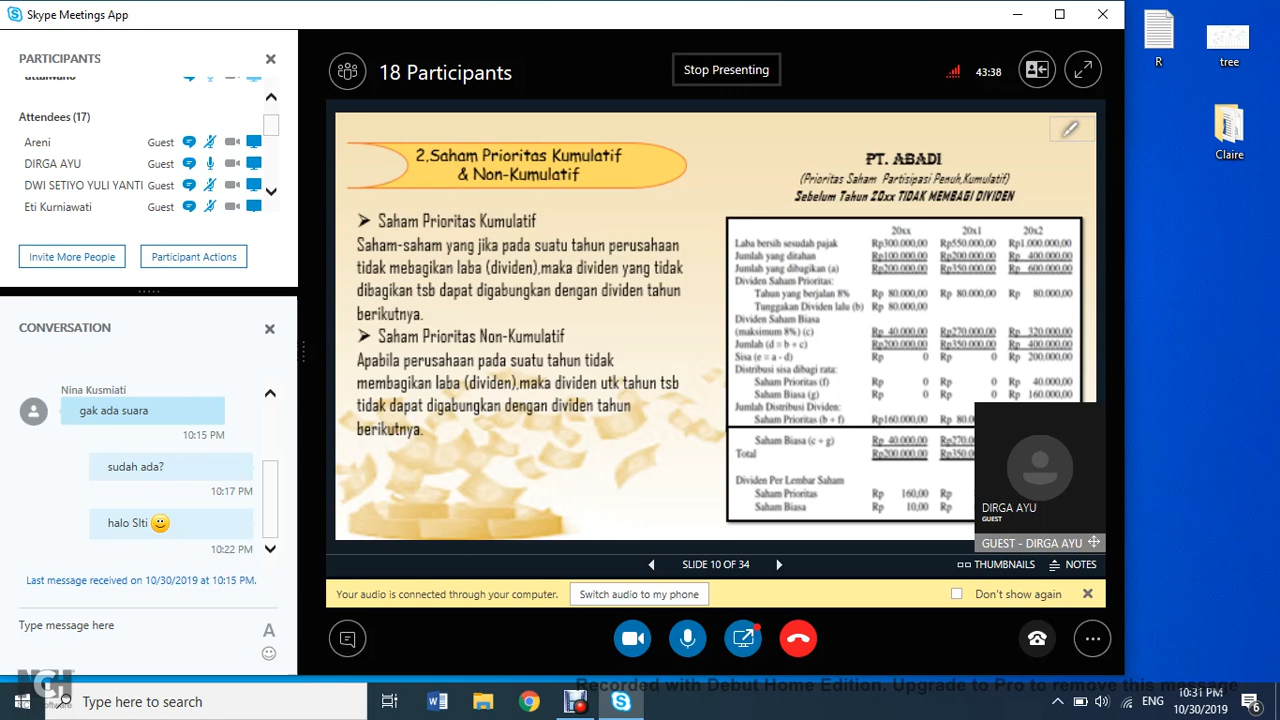 Skype Meetings App
PARTICIPANTS
Attendees (17)
Areni Guest
DIRGA AYU Guest
DWI SETIYO YULI YANTI Guest
Eti Kurniawati Guest
Invite More People
Participant Actions
CONVERSATION
Nina Kusmiati
gak ada suara
10:15 PM
sudah ada?
10:17 PM
halo SIti
10:22 PM
Last message received on 10/30/2019 at 10:15 PM.
Type message here
A
18 Participants
Stop Presenting
43:38
2.Saham Prioritas Kumulatif
& Non-Kumulatif
Saham Prioritas Kumulatif
Saham-saham yang jika pada suatu tahun perusahaan
tidak mebagikan laba (dividen),maka dividen yang tidak
dibagikan tsb dapat digabungkan dengan dividen tahun
berikutnya.
Saham Prioritas Non-Kumulatif
Apabila perusahaan pada suatu tahun tidak
membagikan laba (dividen),maka dividen utk tahun tsb
tidak dapat digabungkan dengan dividen tahun
berikutnya.
PT. ABADI
(Prioritas Saham Partisipasi Penuh,Kumulatif)
Sebelum Tahun 20xx TIDAK MEMBAGI DIVIDEN
20xx 20x1 20x2
Laba bersih sesudah pajak Rp300.000,00 Rp550.000,00 Rp1.000.000,00
Jumlah yang ditahan Rp100.000,00 Rp200.000,00 Rp 400.000,00
Jumlah yang dibagikan (a) Rp200.000,00 Rp350.000,00 Rp 600.000,00
Dividen Saham Prioritas:
Tahun yang berjalan 8% Rp 80.000,00 Rp 80.000,00 Rp 80.000,00
Tunggakan Dividen lalu (b) Rp 80.000,00
Dividen Saham Biasa
(maksimum 8%) (c) Rp 40.000,00 Rp270.000,00 Rp 320.000,00
Jumlah (d = b + c) Rp200.000,00 Rp350.000,00 Rp 400.000,00
Sisa (e = a - d) Rp 0 Rp 0 Rp 200.000,00
Distribusi sisa dibagi rata:
Saham Prioritas (f) Rp 0 Rp 0 Rp 40.000,00
Saham Biasa (g) Rp 0 Rp 0 Rp 160.000,00
Jumlah Distribusi Dividen:
Saham Prioritas (b + f) Rp160.000,00 Rp 80.0
Saham Biasa (c + g) Rp 40.000,00 Rp270.
Total Rp200.000,00 Rp350.
Dividen Per Lembar Saham
Saham Prioritas Rp 160,00 Rp
Saham Biasa Rp 10,00 Rp
DIRGA AYU
GUEST
GUEST - DIRGA AYU
SLIDE 10 OF 34
THUMBNAILS
NOTES
Your audio is connected through your computer.
Switch audio to my phone
Don't show again
R
tree
Claire
NCH
Software
Recorded with Debut Home Edition. Upgrade to Pro to remove this message
Type here to search
W
S
ENG
10:31 PM
10/30/2019
6